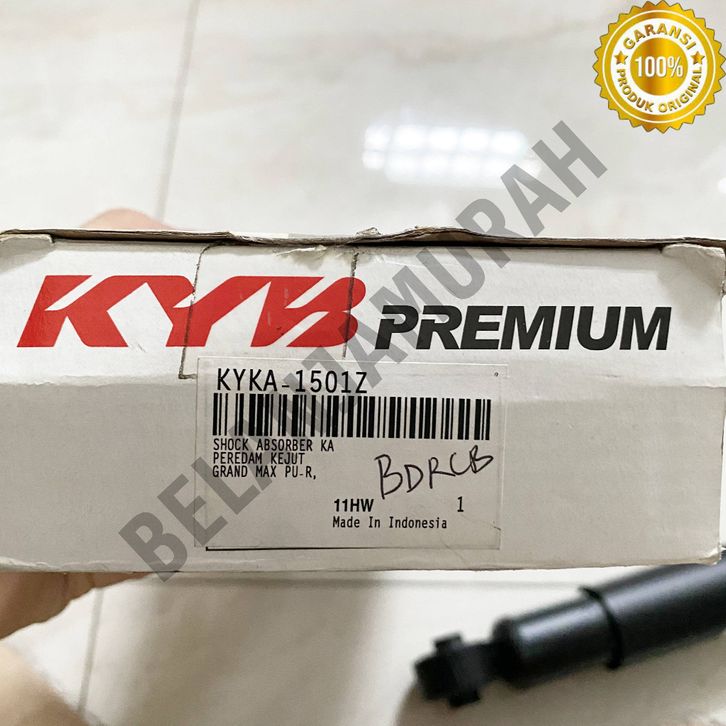 GARANSI
100%
PRODUK ORIGINAL
KYB PREMIUM
KYKA-1501Z
SHOCK ABSORBER KA
PEREDAM KEJUT
GRAND MAX PU-R,
BDRCB
11HW 1
Made In Indonesia
BELANJAMURAH